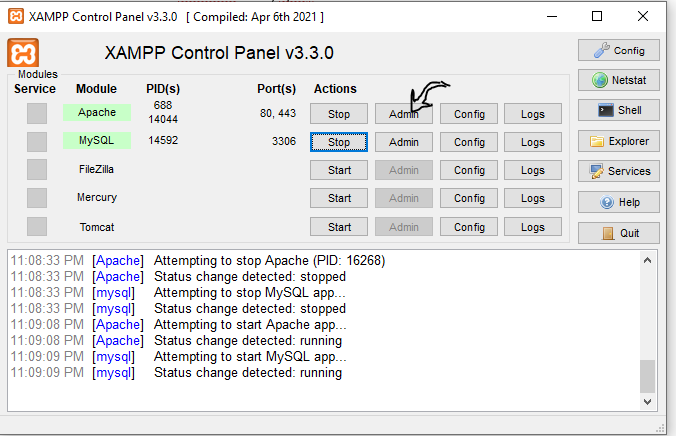 XAMPP Control Panel v3.3.0 [ Compiled: Apr 6th 2021 ]
XAMPP Control Panel v3.3.0
Config
Modules
Service Module PID(s) Port(s) Actions
Netstat
Apache 688 14044 80, 443 Stop Admin Config Logs
Shell
MySQL 14592 3306 Stop Admin Config Logs
Explorer
FileZilla Start Admin Config Logs
Services
Mercury Start Admin Config Logs
Help
Tomcat Start Admin Config Logs
Quit
11:08:33 PM [Apache] Attempting to stop Apache (PID: 16268)
11:08:33 PM [Apache] Status change detected: stopped
11:08:33 PM [mysql] Attempting to stop MySQL app...
11:08:33 PM [mysql] Status change detected: stopped
11:09:08 PM [Apache] Attempting to start Apache app...
11:09:08 PM [Apache] Status change detected: running
11:09:09 PM [mysql] Attempting to start MySQL app...
11:09:09 PM [mysql] Status change detected: running